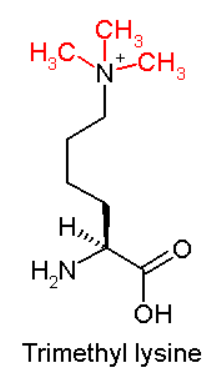 CH₃
H₃C CH₃
N⁺
H O
H₂N
OH
Trimethyl lysine